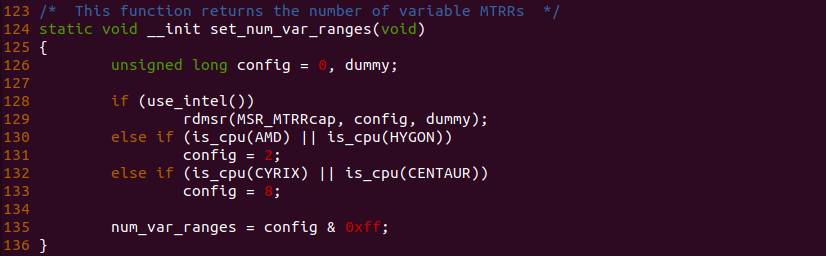 123 /*  This function returns the number of variable MTRRs  */
124 static void __init set_num_var_ranges(void)
125 {
126         unsigned long config = 0, dummy;
127
128         if (use_intel())
129                 rdmsr(MSR_MTRRcap, config, dummy);
130         else if (is_cpu(AMD) || is_cpu(HYGON))
131                 config = 2;
132         else if (is_cpu(CYRIX) || is_cpu(CENTAUR))
133                 config = 8;
134
135         num_var_ranges = config & 0xff;
136 }